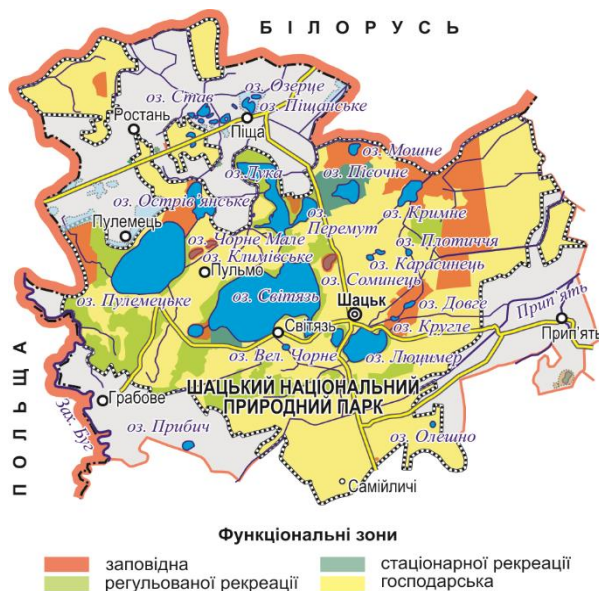 БІЛОРУСЬ
ПОЛЬЩА
оз. Озерце
оз. Став
оз. Піщанське
Ростань
Піща
оз. Мошне
оз. Лука
оз. Пісочне
оз. Острів'янське
оз. Кримне
Пулемець
оз. Перемут
оз. Плотиччя
оз. Чорне Мале
оз. Климівське
оз. Карасинець
Пульмо
оз. Соминець
оз. Пулемецьке
оз. Світязь
Шацьк
оз. Довге
Прип'ять
Світязь
оз. Кругле
Прип'ять
оз. Вел. Чорне
оз. Люцимер
ШАЦЬКИЙ НАЦІОНАЛЬНИЙ
ПРИРОДНИЙ ПАРК
Грабове
Зах. Буг
оз. Прибич
оз. Олешно
Самійличі
Функціональні зони
заповідна
стаціонарної рекреації
регульованої рекреації
господарська